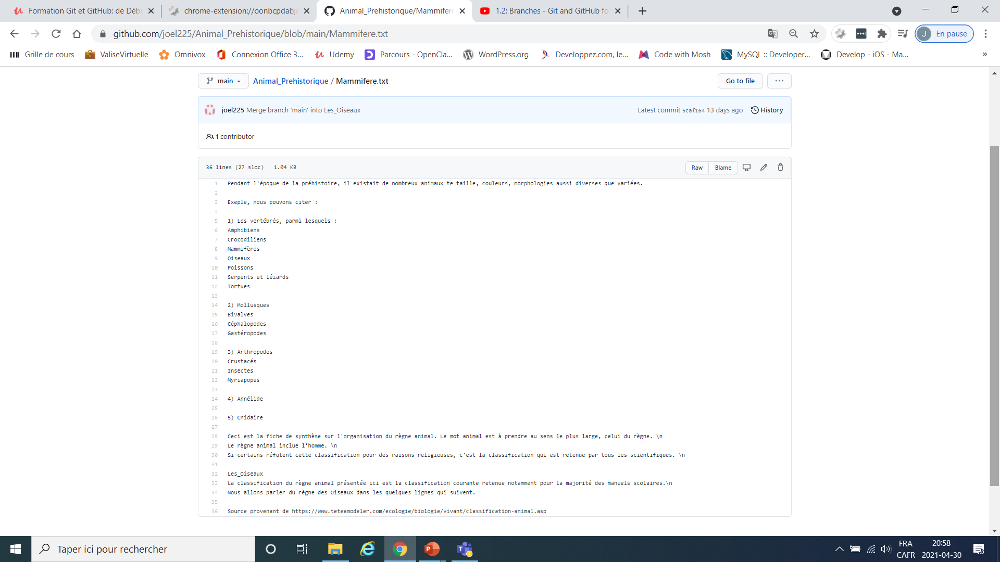 Formation Git et GitHub: de Débu
chrome-extension://oonbcpdabjc
Animal_Prehistorique/Mammifere
1.2: Branches - Git and GitHub fo
github.com/joel225/Animal_Prehistorique/blob/main/Mammifere.txt
J En pause
Grille de cours
ValiseVirtuelle
Omnivox
Connexion Office 3...
Udemy
Parcours - OpenCla...
WordPress.org
Developpez.com, le...
Code with Mosh
MySQL :: Developer...
Develop - iOS - Ma...
»
main
Animal_Prehistorique / Mammifere.txt
Go to file
...
joel225 Merge branch 'main' into Les_Oiseaux
Latest commit 5caf164 13 days ago
History
1 contributor
36 lines (27 sloc) 1.04 KB
Raw
Blame
1 Pendant l'époque de la préhistoire, il existait de nombreux animaux te taille, couleurs, morphologies aussi diverses que variées.
2
3 Exeple, nous pouvons citer :
4
5 1) Les vertébrés, parmi lesquels :
6 Amphibiens
7 Crocodiliens
8 Mammifères
9 Oiseaux
10 Poissons
11 Serpents et lézards
12 Tortues
13
14 2) Mollusques
15 Bivalves
16 Céphalopodes
17 Gastéropodes
18
19 3) Arthropodes
20 Crustacés
21 Insectes
22 Myriapopes
23
24 4) Annélide
25
26 5) Cnidaire
27
28 Ceci est la fiche de synthèse sur l'organisation du règne animal. Le mot animal est à prendre au sens le plus large, celui du règne. \n
29 Le règne animal inclue l'homme. \n
30 Si certains réfutent cette classification pour des raisons religieuses, c'est la classification qui est retenue par tous les scientifiques. \n
31
32 Les_Oiseaux
33 La classification du règne animal présentée ici est la classification courante retenue notamment pour la majorité des manuels scolaires.\n
34 Nous allons parler du règne des Oiseaux dans les quelques lignes qui suivent.
35
36 Source provenant de https://www.teteamodeler.com/ecologie/biologie/vivant/classification-animal.asp
Taper ici pour rechercher
FRA
CAFR
20:58
2021-04-30